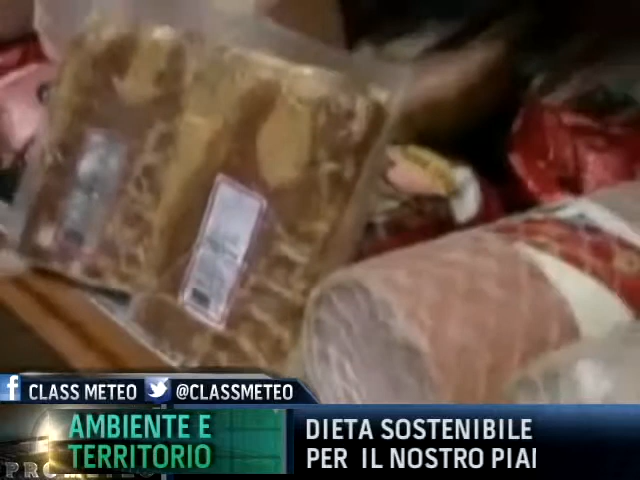 CLASS METEO @CLASSMETEO
AMBIENTE E
TERRITORIO
DIETA SOSTENIBILE
PER IL NOSTRO PIAI